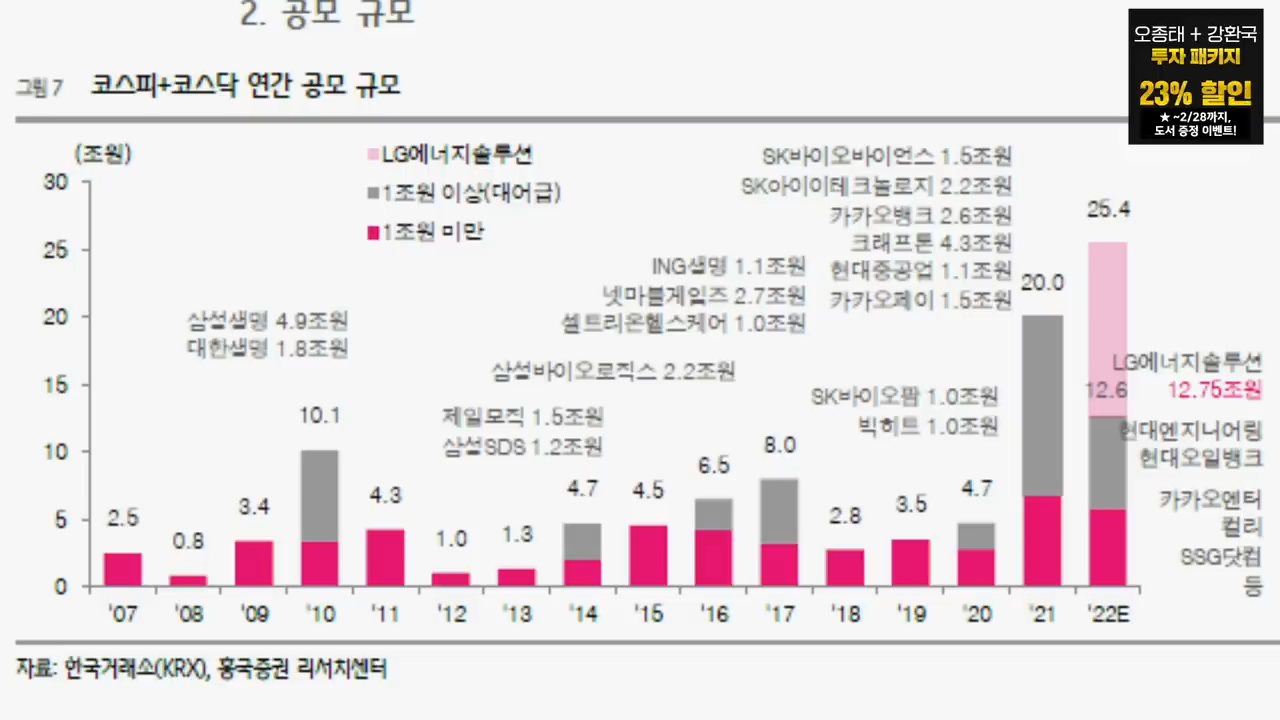 2. 공모 규모
그림 7 코스피+코스닥 연간 공모 규모
오종태 + 강환국
투자 패키지
23% 할인
★ ~2/28까지,
도서 증정 이벤트!
(조원)
LG에너지솔루션
1조원 이상(대어급)
1조원 미만
30
25
20
15
10
5
0
삼성생명 4.9조원
대한생명 1.8조원
제일모직 1.5조원
삼성SDS 1.2조원
삼성바이오로직스 2.2조원
ING생명 1.1조원
넷마블게임즈 2.7조원
셀트리온헬스케어 1.0조원
SK바이오팜 1.0조원
빅히트 1.0조원
SK바이오바이언스 1.5조원
SK아이이테크놀로지 2.2조원
카카오뱅크 2.6조원
크래프톤 4.3조원
현대중공업 1.1조원
카카오페이 1.5조원
LG에너지솔루션
12.75조원
현대엔지니어링
현대오일뱅크
카카오엔터
컬리
SSG닷컴
등
2.5 0.8 3.4 10.1 4.3 1.0 1.3 4.7 4.5 6.5 8.0 2.8 3.5 4.7 20.0 25.4
12.6
'07 '08 '09 '10 '11 '12 '13 '14 '15 '16 '17 '18 '19 '20 '21 '22E
자료: 한국거래소(KRX), 흥국증권 리서치센터